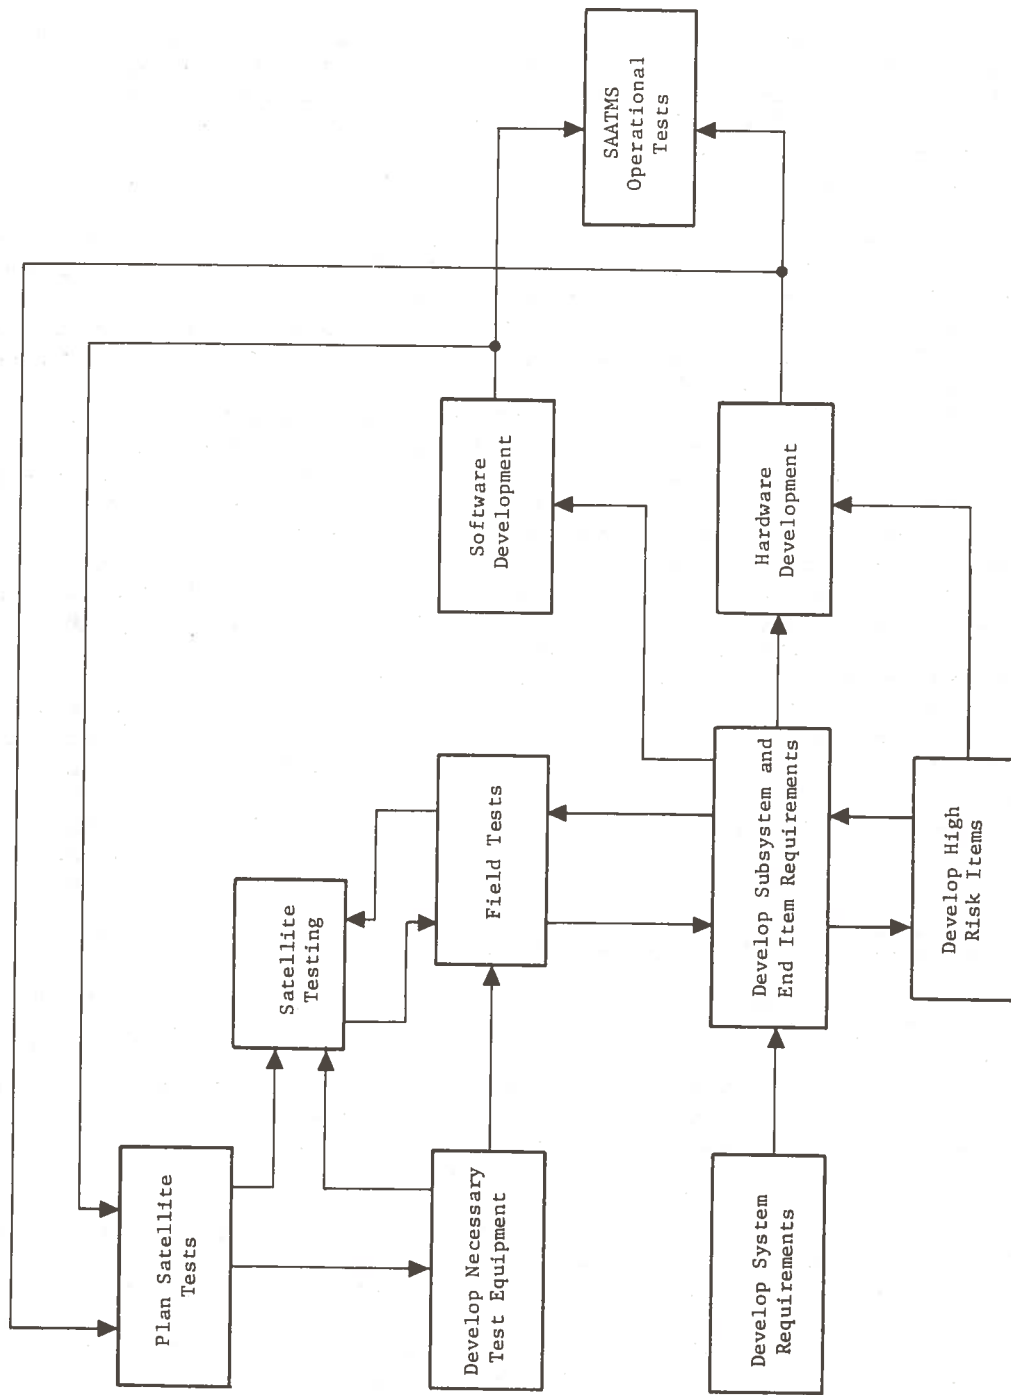 Plan Satellite
Tests
Satellite
Testing
Develop Necessary
Test Equipment
Field Tests
Software
Development
SAATMS
Operational
Tests
Develop System
Requirements
Develop Subsystem and
End Item Requirements
Hardware
Development
Develop High
Risk Items